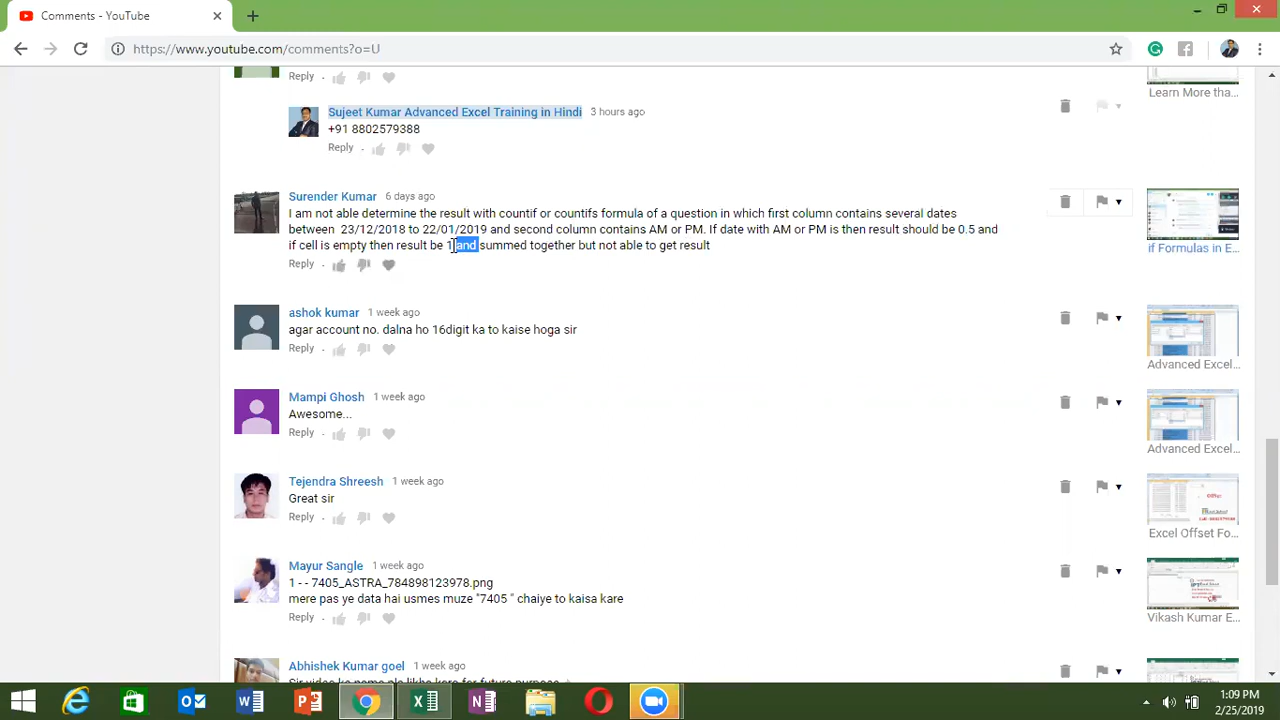 Comments - YouTube
https://www.youtube.com/comments?o=U
Reply
Learn More tha...
Sujeet Kumar Advanced Excel Training in Hindi 3 hours ago
+91 8802579388
Reply
Surender Kumar 6 days ago
I am not able determine the result with countif or countifs formula of a question in which first column contains several dates
between 23/12/2018 to 22/01/2019 and second column contains AM or PM. If date with AM or PM is then result should be 0.5 and
if cell is empty then result be 1 and summed together but not able to get result
if Formulas in E...
Reply
ashok kumar 1 week ago
agar account no. dalna ho 16digit ka to kaise hoga sir
Reply
Advanced Excel...
Mampi Ghosh 1 week ago
Awesome...
Reply
Advanced Excel...
Tejendra Shreesh 1 week ago
Great sir
Reply
Excel Offset Fo...
Mayur Sangle 1 week ago
1 - - 7405_ASTRA_784898123978.png
mere pas ye data hai usmes muze "7405 " chaiye to kaisa kare
Reply
Vikash Kumar E...
Abhishek Kumar goel 1 week ago
1:09 PM
2/25/2019